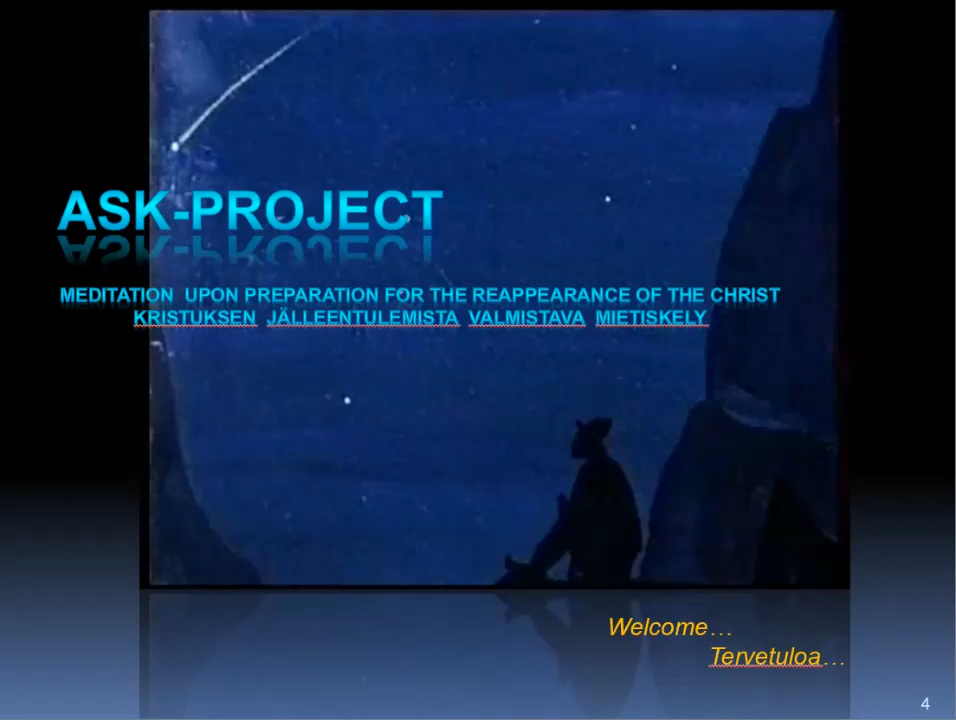 ASK-PROJECT
MEDITATION UPON PREPARATION FOR THE REAPPEARANCE OF THE CHRIST
KRISTUKSEN JÄLLEENTULEMISTA VALMISTAVA MIETISKELY
Welcome…
Tervetuloa…
4